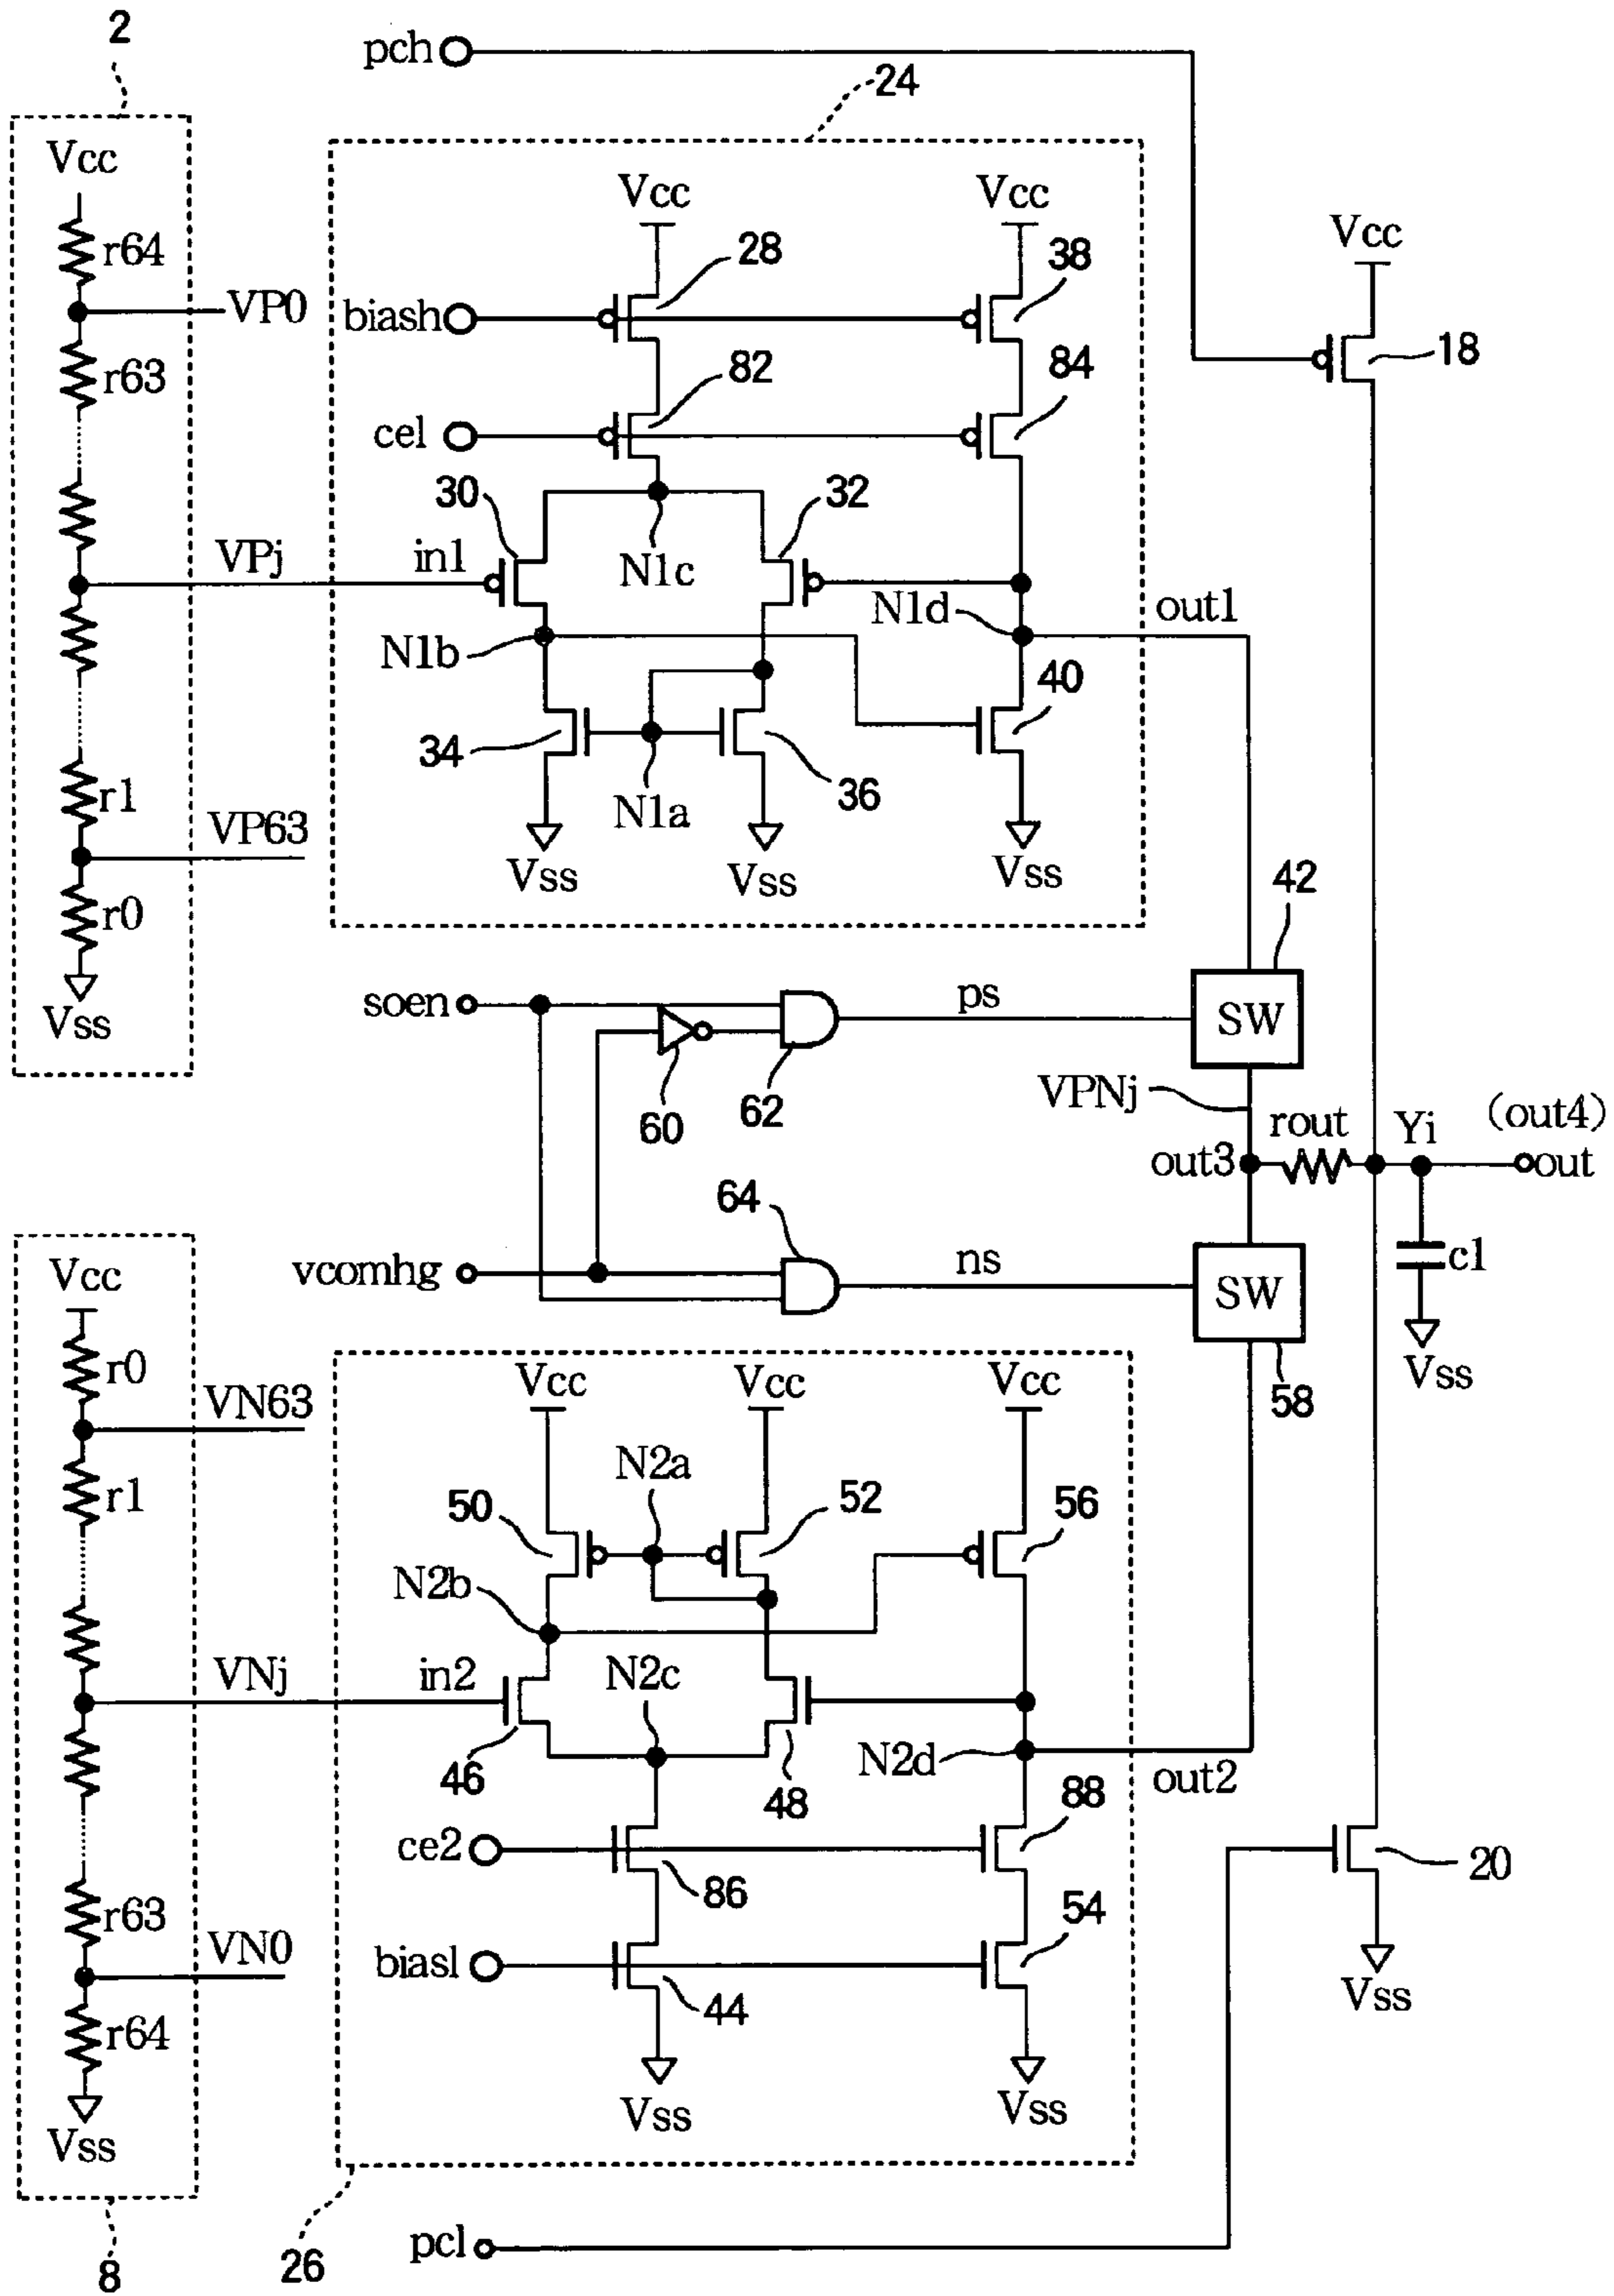 2
pch
24
Vcc
Vcc
Vcc
Vcc
r64
28
38
VP0
biash
18
r63
82
84
cel
30
32
VPj
in1
N1c
N1d
out1
N1b
40
34
r1
N1a
36
VP63
Vss
Vss
Vss
r0
42
soen
ps
SW
Vss
60
62
VPNj
rout
Yi
(out4)
out3
out
64
vcomhg
ns
SW
c1
Vcc
Vss
r0
Vcc
Vcc
Vcc
58
VN63
N2a
r1
50
52
56
N2b
VNj
in2
N2c
46
48
N2d
out2
88
ce2
20
86
r63
54
VN0
biasl
Vss
44
r64
Vss
Vss
Vss
pcl
8
26